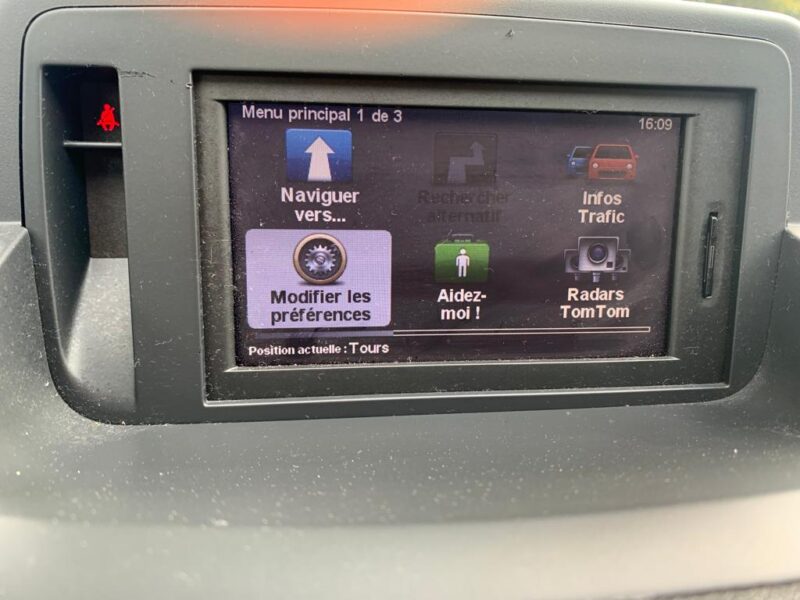 Menu principal 1 de 3
16:09
Naviguer
vers...
Rechercher
alternatif
Infos
Trafic
Modifier les
préférences
Aidez-
moi !
Radars
TomTom
Position actuelle : Tours